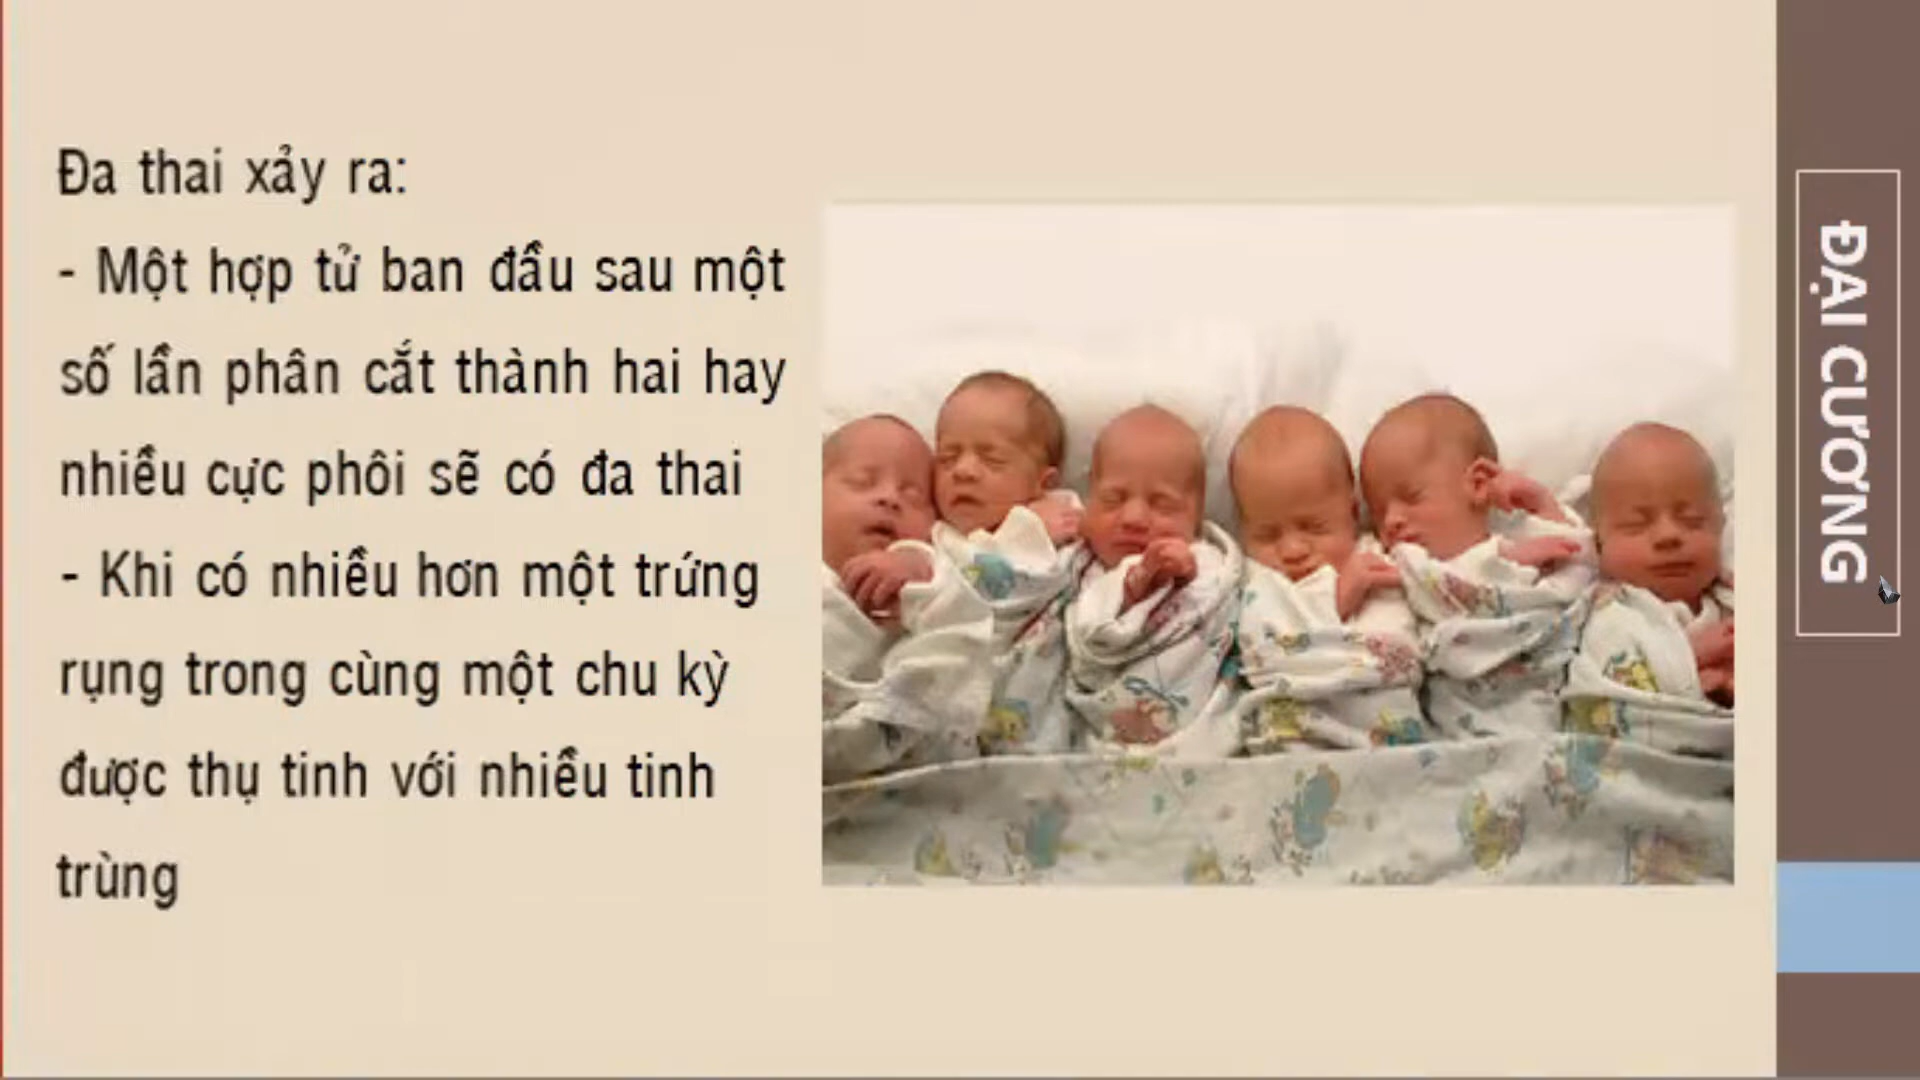 Đa thai xảy ra:
- Một hợp tử ban đầu sau một
số lần phân cắt thành hai hay
nhiều cực phôi sẽ có đa thai
- Khi có nhiều hơn một trứng
rụng trong cùng một chu kỳ
được thụ tinh với nhiều tinh
trùng
ĐẠI CƯƠNG